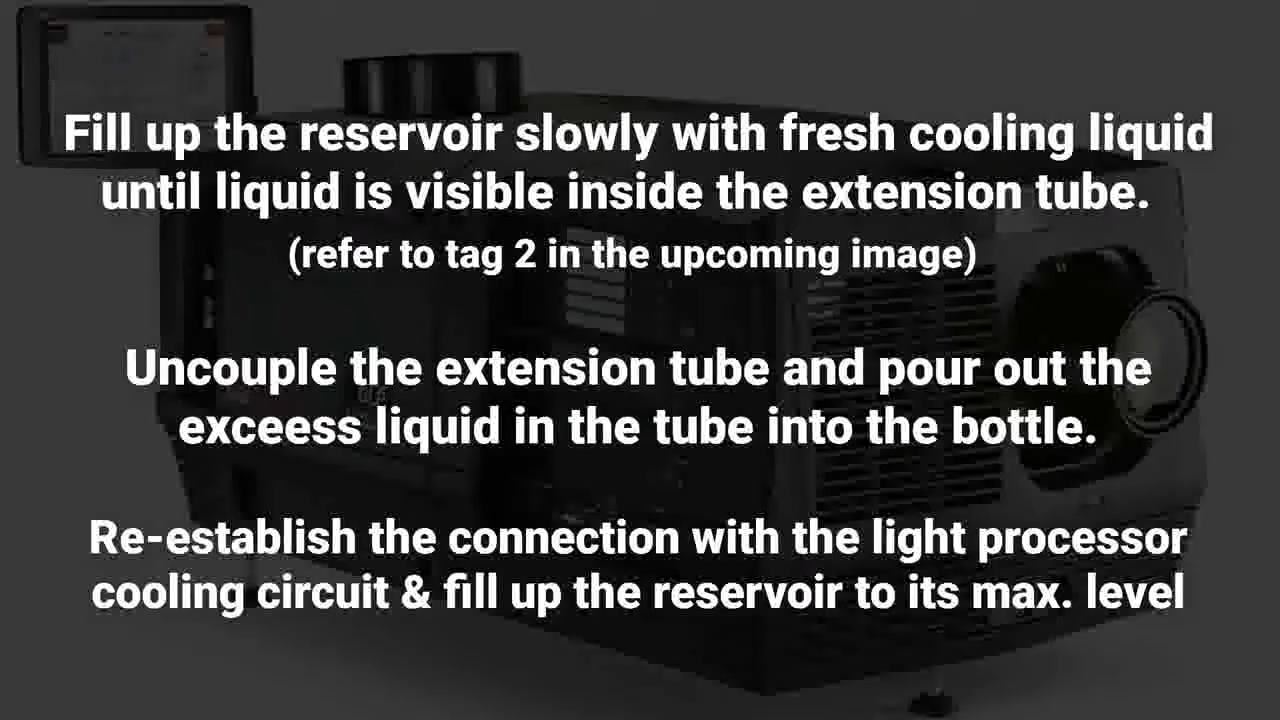 Fill up the reservoir slowly with fresh cooling liquid
until liquid is visible inside the extension tube.
(refer to tag 2 in the upcoming image)
Uncouple the extension tube and pour out the
exceess liquid in the tube into the bottle.
Re-establish the connection with the light processor
cooling circuit & fill up the reservoir to its max. level